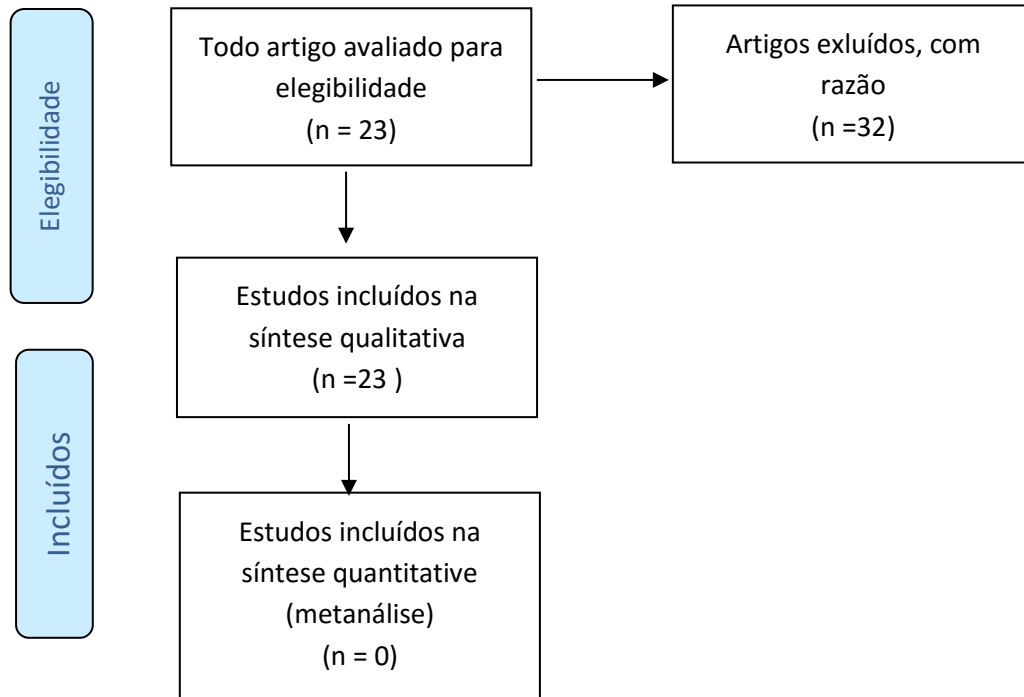 Elegibilidade
Todo artigo avaliado para
elegibilidade
(n = 23)
Artigos exluídos, com
razão
(n =32)
Estudos incluídos na
síntese qualitativa
(n =23 )
Incluídos
Estudos incluídos na
síntese quantitative
(metanálise)
(n = 0)